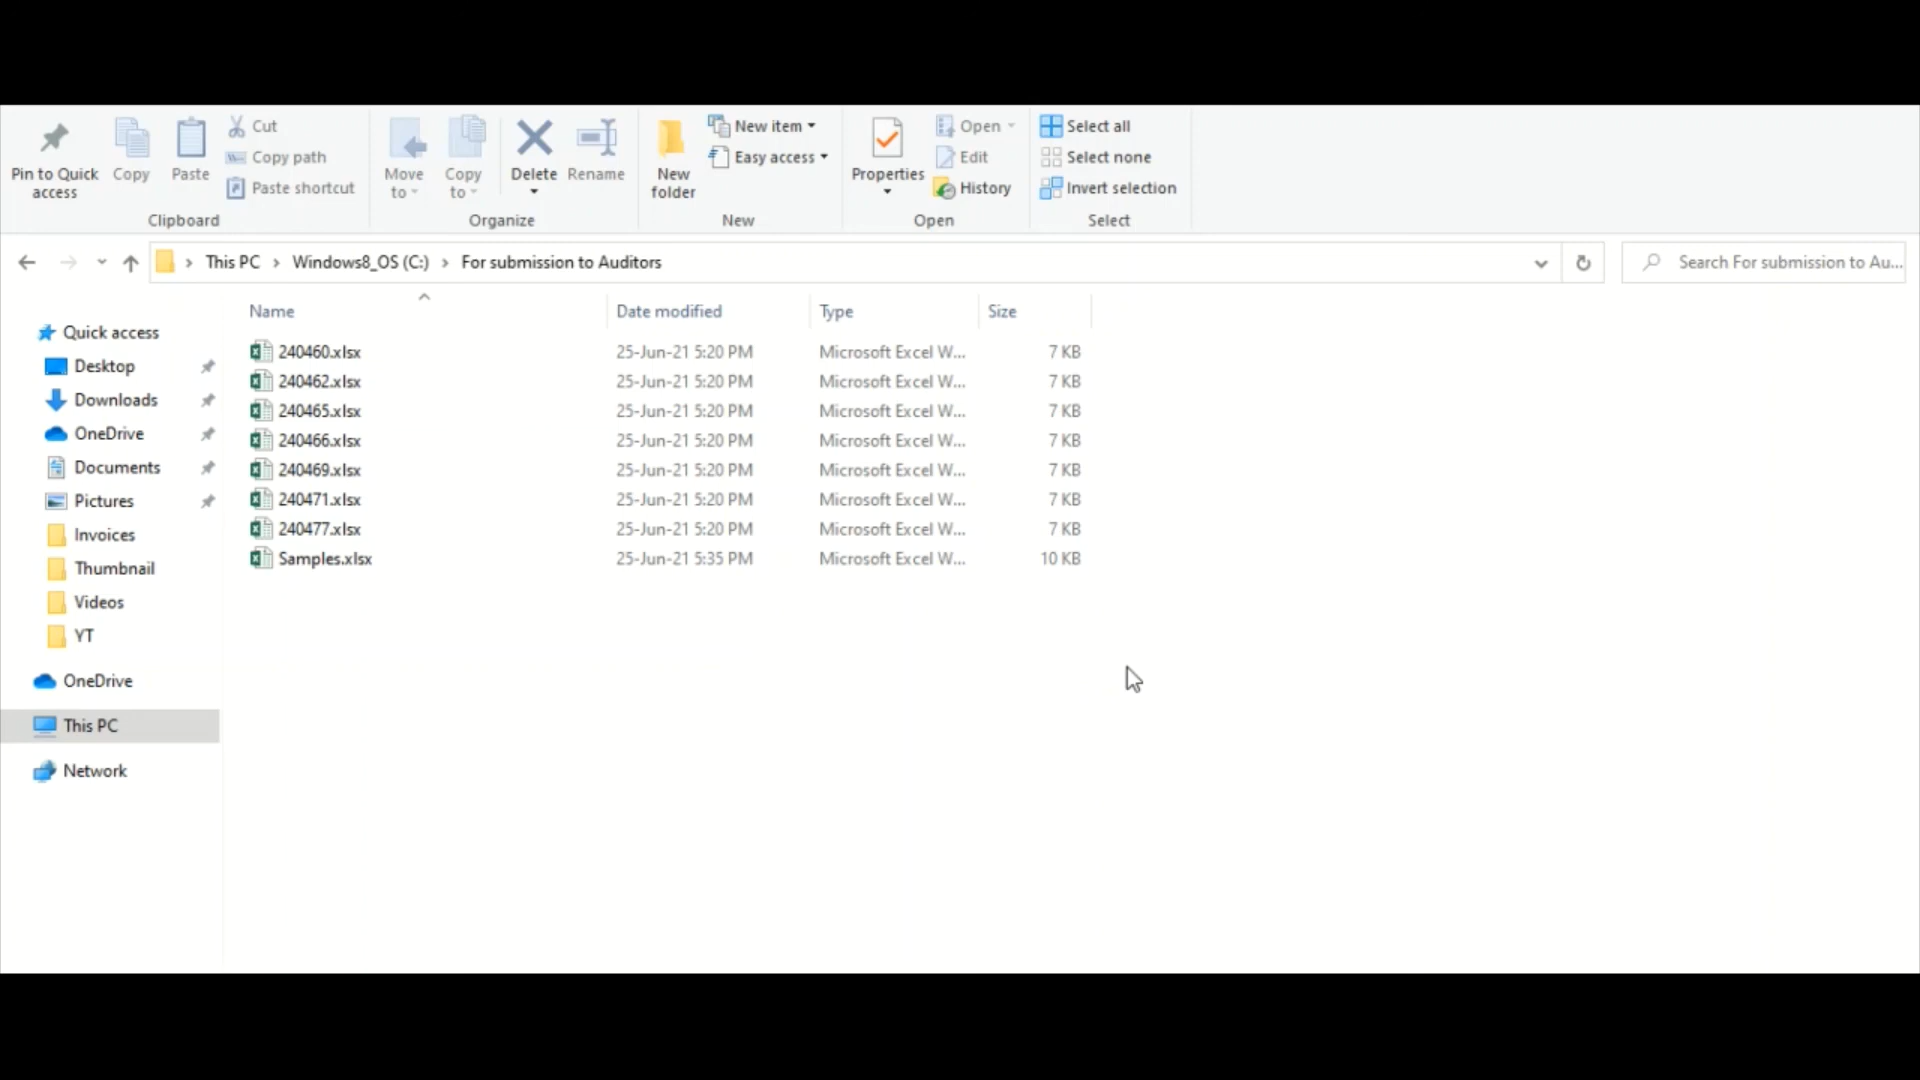 Pin to Quick access
Copy
Paste
Cut
Copy path
Paste shortcut
Clipboard
Move to
Copy to
Delete
Rename
Organize
New folder
New item
Easy access
New
Properties
Open
Edit
History
Open
Select all
Select none
Invert selection
Select
This PC > Windows8_OS (C:) > For submission to Auditors
Search For submission to Au...
Name Date modified Type Size
240460.xlsx 25-Jun-21 5:20 PM Microsoft Excel W... 7 KB
240462.xlsx 25-Jun-21 5:20 PM Microsoft Excel W... 7 KB
240465.xlsx 25-Jun-21 5:20 PM Microsoft Excel W... 7 KB
240466.xlsx 25-Jun-21 5:20 PM Microsoft Excel W... 7 KB
240469.xlsx 25-Jun-21 5:20 PM Microsoft Excel W... 7 KB
240471.xlsx 25-Jun-21 5:20 PM Microsoft Excel W... 7 KB
240477.xlsx 25-Jun-21 5:20 PM Microsoft Excel W... 7 KB
Samples.xlsx 25-Jun-21 5:35 PM Microsoft Excel W... 10 KB
Quick access
Desktop
Downloads
OneDrive
Documents
Pictures
Invoices
Thumbnail
Videos
YT
OneDrive
This PC
Network